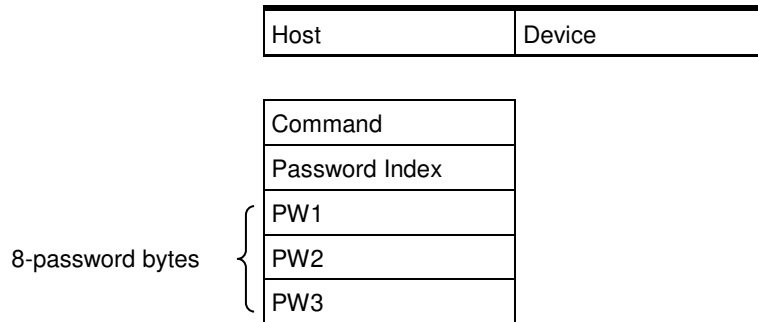 Host Device
Command
Password Index
PW1
8-password bytes PW2
PW3